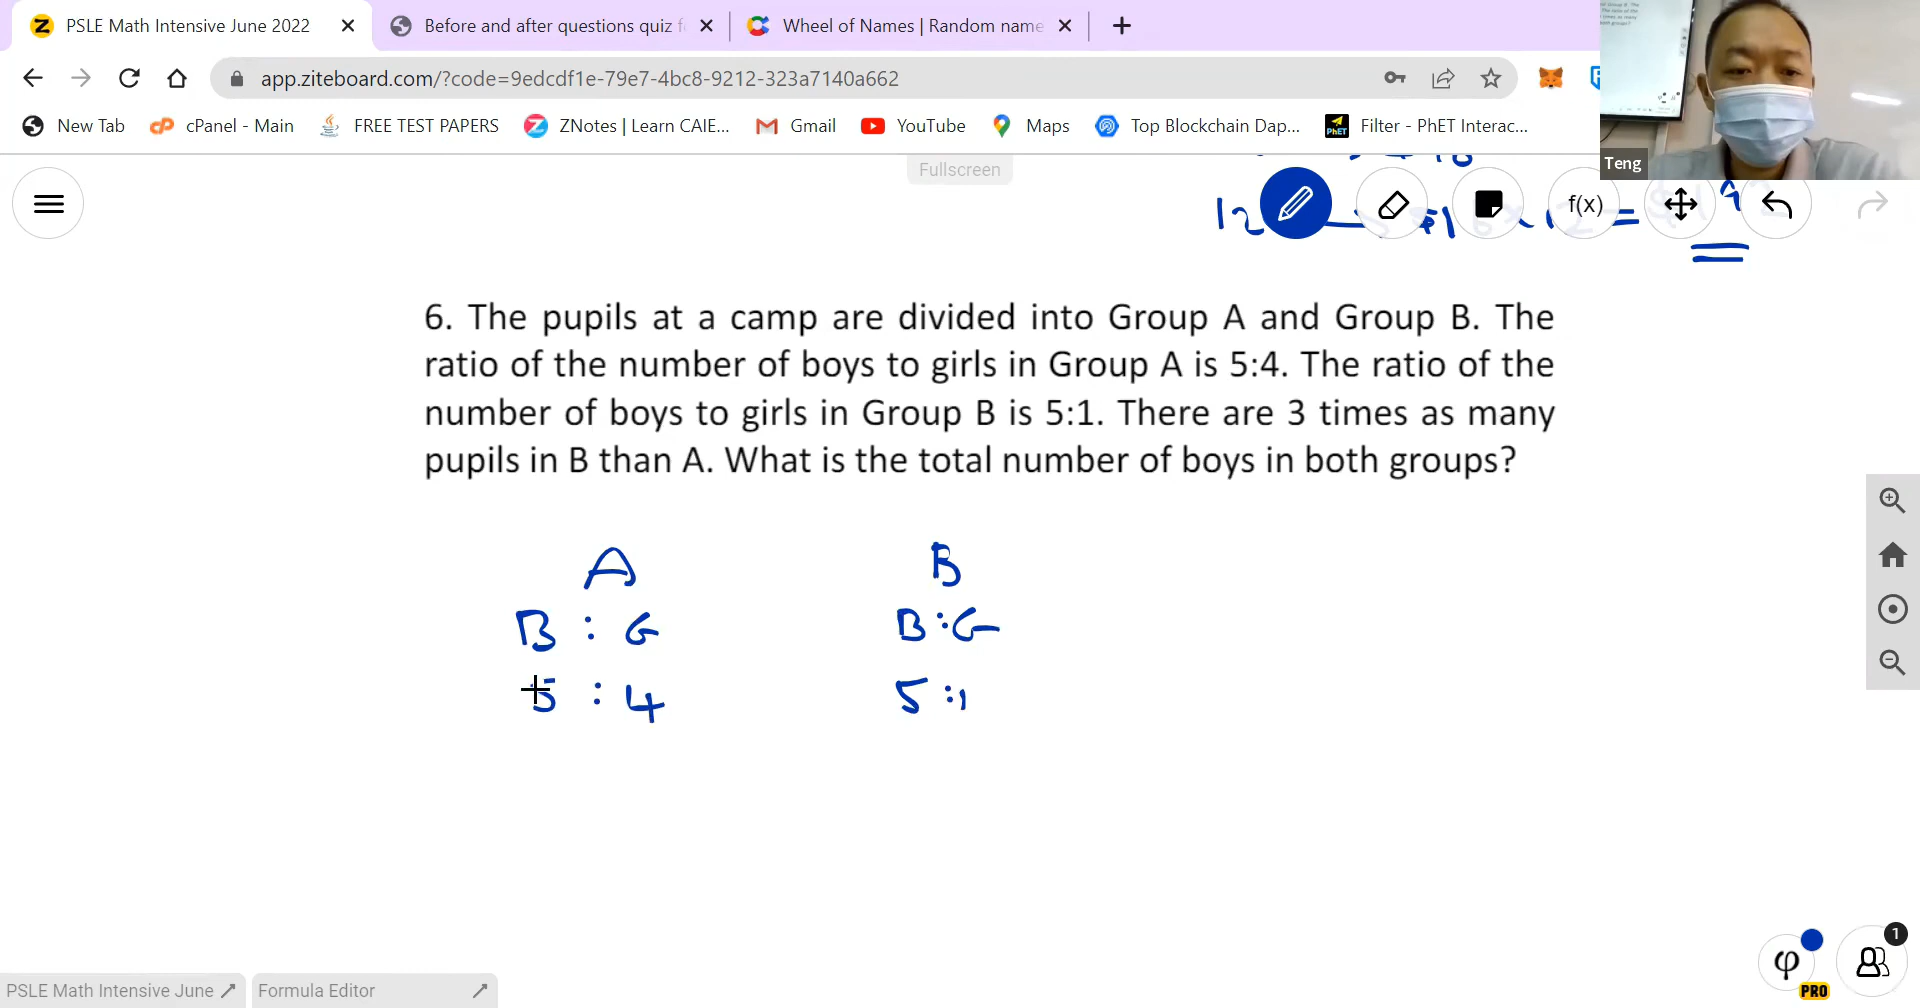 PSLE Math Intensive June 2022
Before and after questions quiz f
Wheel of Names | Random name
app.ziteboard.com/?code=9edcdf1e-79e7-4bc8-9212-323a7140a662
New Tab
cPanel - Main
FREE TEST PAPERS
ZNotes | Learn CAIE...
Gmail
YouTube
Maps
Top Blockchain Dap...
PhET
Filter - PhET Interac...
Teng
Fullscreen
f(x)
12
6. The pupils at a camp are divided into Group A and Group B. The
ratio of the number of boys to girls in Group A is 5:4. The ratio of the
number of boys to girls in Group B is 5:1. There are 3 times as many
pupils in B than A. What is the total number of boys in both groups?
A B
B : G B : G
5 : 4 5 : 1
1
φ
PRO
PSLE Math Intensive June
Formula Editor